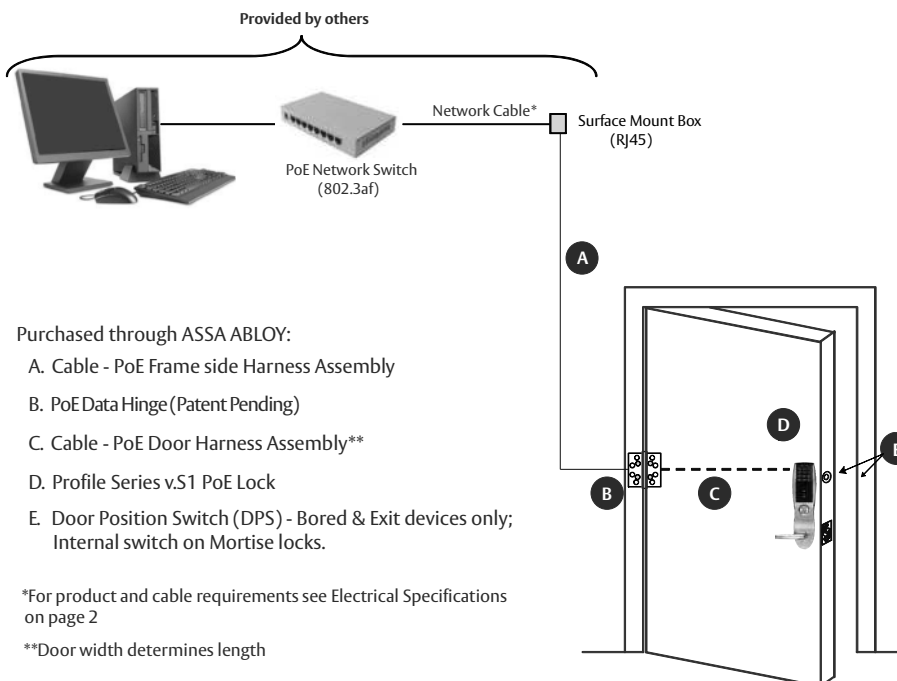 Provided by others
Network Cable*
Surface Mount Box
(RJ45)
PoE Network Switch
(802.3af)
A
Purchased through ASSA ABLOY:
A. Cable - PoE Frame side Harness Assembly
B. PoE Data Hinge (Patent Pending)
C. Cable - PoE Door Harness Assembly**
D. Profile Series v.S1 PoE Lock
E. Door Position Switch (DPS) - Bored & Exit devices only;
Internal switch on Mortise locks.
*For product and cable requirements see Electrical Specifications
on page 2
**Door width determines length
D
E
B
C